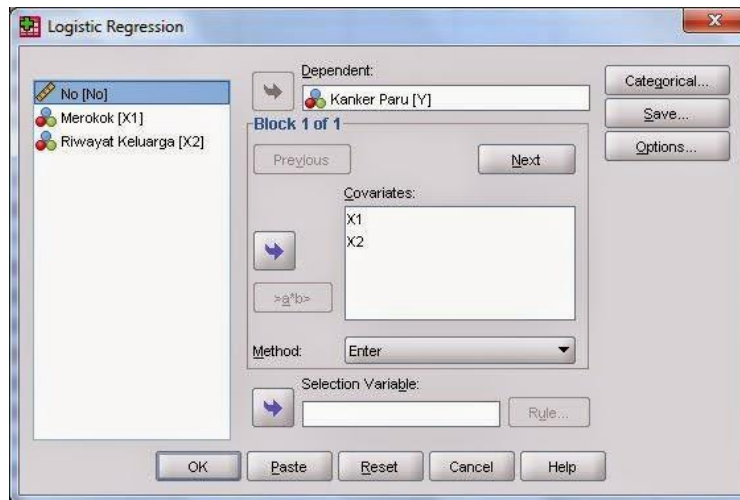 Logistic Regression
x
No [No]
Merokok [X1]
Riwayat Keluarga [X2]
Dependent:
Kanker Paru [Y]
Block 1 of 1
Previous
Next
Covariates:
X1
X2
>a*b>
Method:
Enter
Selection Variable:
Rule...
Categorical...
Save...
Options...
OK
Paste
Reset
Cancel
Help